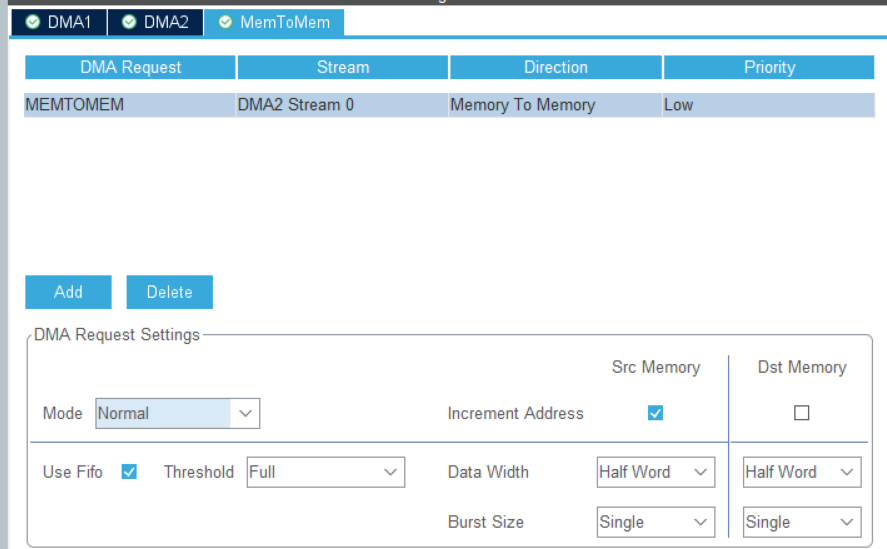 DMA1 DMA2 MemToMem
DMA Request Stream Direction Priority
MEMTOMEM DMA2 Stream 0 Memory To Memory Low
Add Delete
DMA Request Settings
Src Memory Dst Memory
Mode Normal Increment Address
Use Fifo Threshold Full Data Width Half Word Half Word
Burst Size Single Single